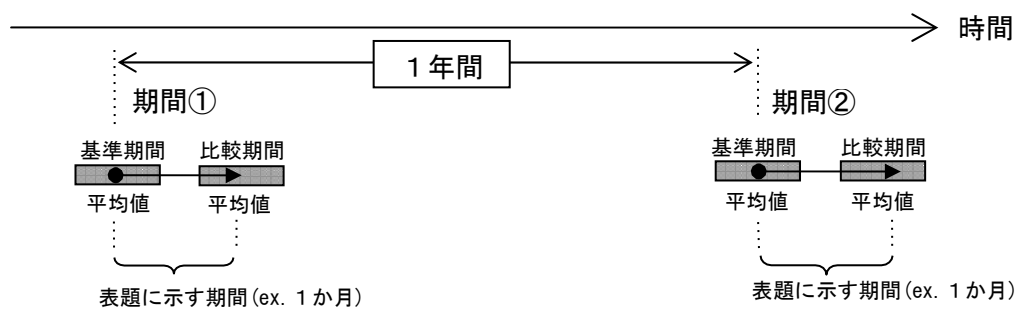 時間
1年間
期間① 期間②
基準期間 比較期間 基準期間 比較期間
平均値 平均値 平均値 平均値
表題に示す期間(ex. 1か月) 表題に示す期間(ex. 1か月)